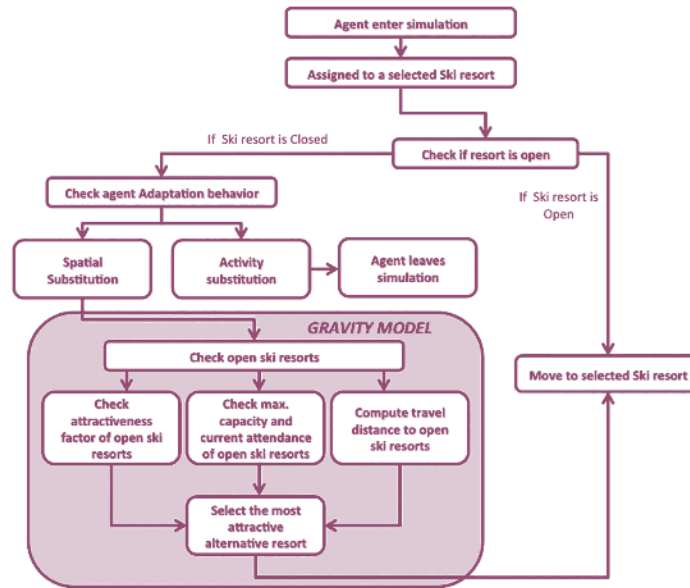 Agent enter simulation
Assigned to a selected Ski resort
If Ski resort is Closed
Check if resort is open
Check agent Adaptation behavior
If Ski resort is
Open
Spatial
Substitution
Activity
substitution
Agent leaves
simulation
GRAVITY MODEL
Check open ski resorts
Move to selected Ski resort
Check
attractiveness
factor of open ski
resorts
Check max.
capacity and
current attendance
of open ski resorts
Compute travel
distance to open
ski resorts
Select the most
attractive
alternative resort